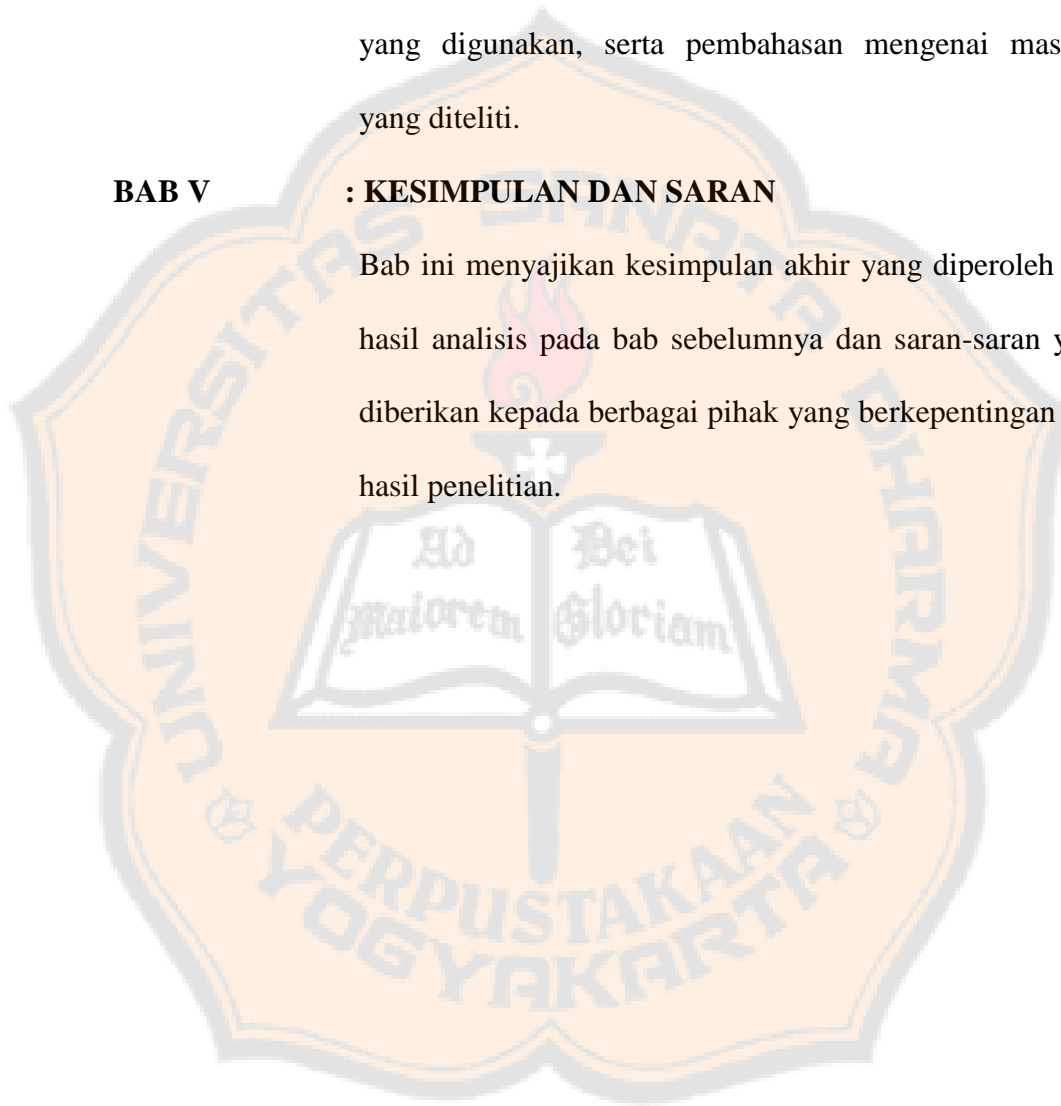 yang digunakan, serta pembahasan mengenai mas
yang diteliti.
BAB V : KESIMPULAN DAN SARAN
Bab ini menyajikan kesimpulan akhir yang diperoleh
hasil analisis pada bab sebelumnya dan saran-saran y
diberikan kepada berbagai pihak yang berkepentingan
hasil penelitian.
UNIVERSITAS SANATA DHARMA
Ad Dei
maiorem Gloriam
PERPUSTAKAAN
YOGYAKARTA